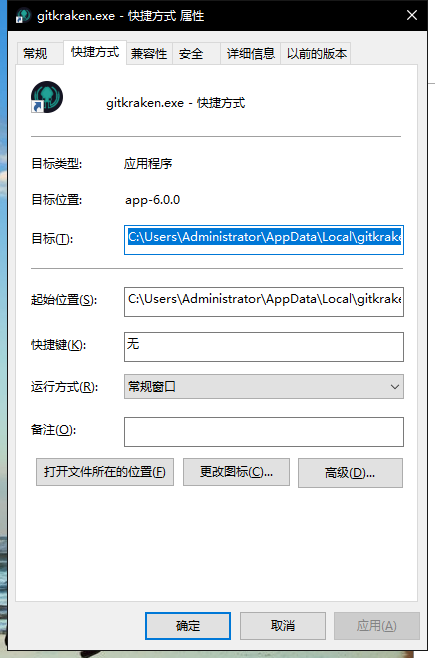 gitkraken.exe - 快捷方式 属性
常规 快捷方式 兼容性 安全 详细信息 以前的版本
gitkraken.exe - 快捷方式
目标类型: 应用程序
目标位置: app-6.0.0
目标(T): C:\Users\Administrator\AppData\Local\gitkrake
起始位置(S): C:\Users\Administrator\AppData\Local\gitkrake
快捷键(K): 无
运行方式(R): 常规窗口
备注(O):
打开文件所在的位置(F) 更改图标(C)... 高级(D)...
确定 取消 应用(A)